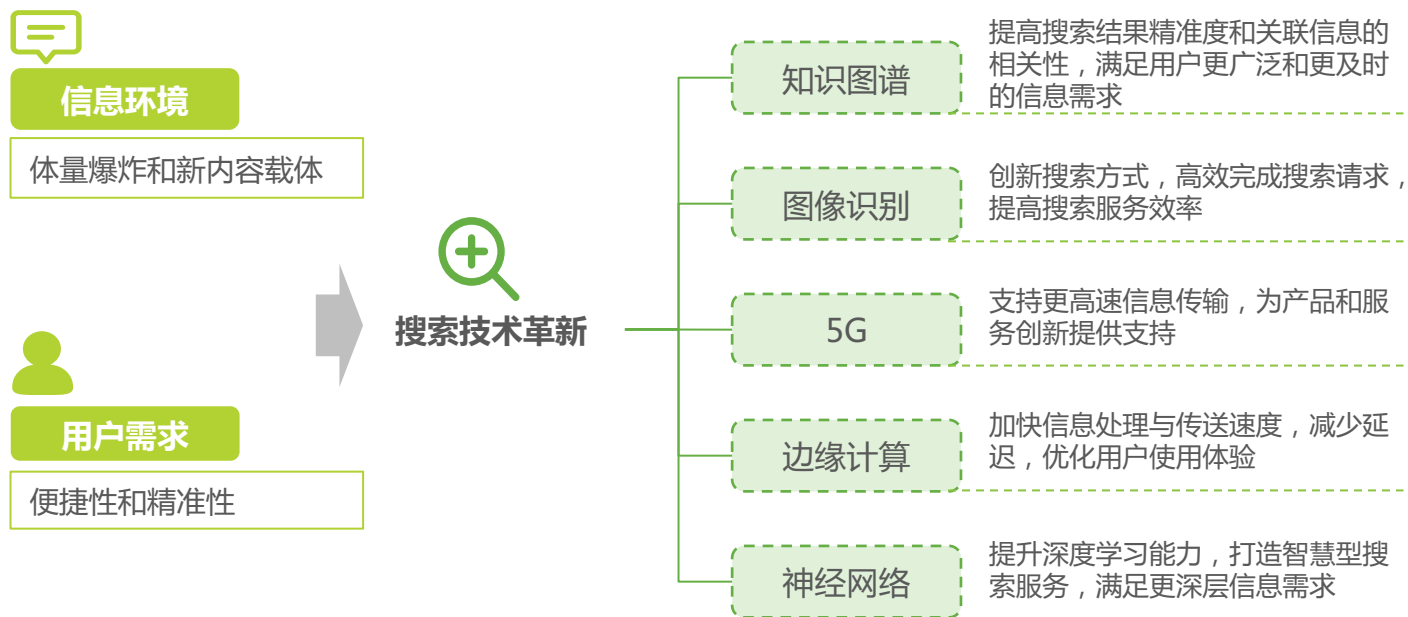 信息环境
体量爆炸和新内容载体
用户需求
便捷性和精准性
搜索技术革新
知识图谱
提高搜索结果精准度和关联信息的
相关性，满足用户更广泛和更及时
的信息需求
图像识别
创新搜索方式，高效完成搜索请求，
提高搜索服务效率
5G
支持更高速信息传输，为产品和服
务创新提供支持
边缘计算
加快信息处理与传送速度，减少延
迟，优化用户使用体验
神经网络
提升深度学习能力，打造智慧型搜
索服务，满足更深层信息需求